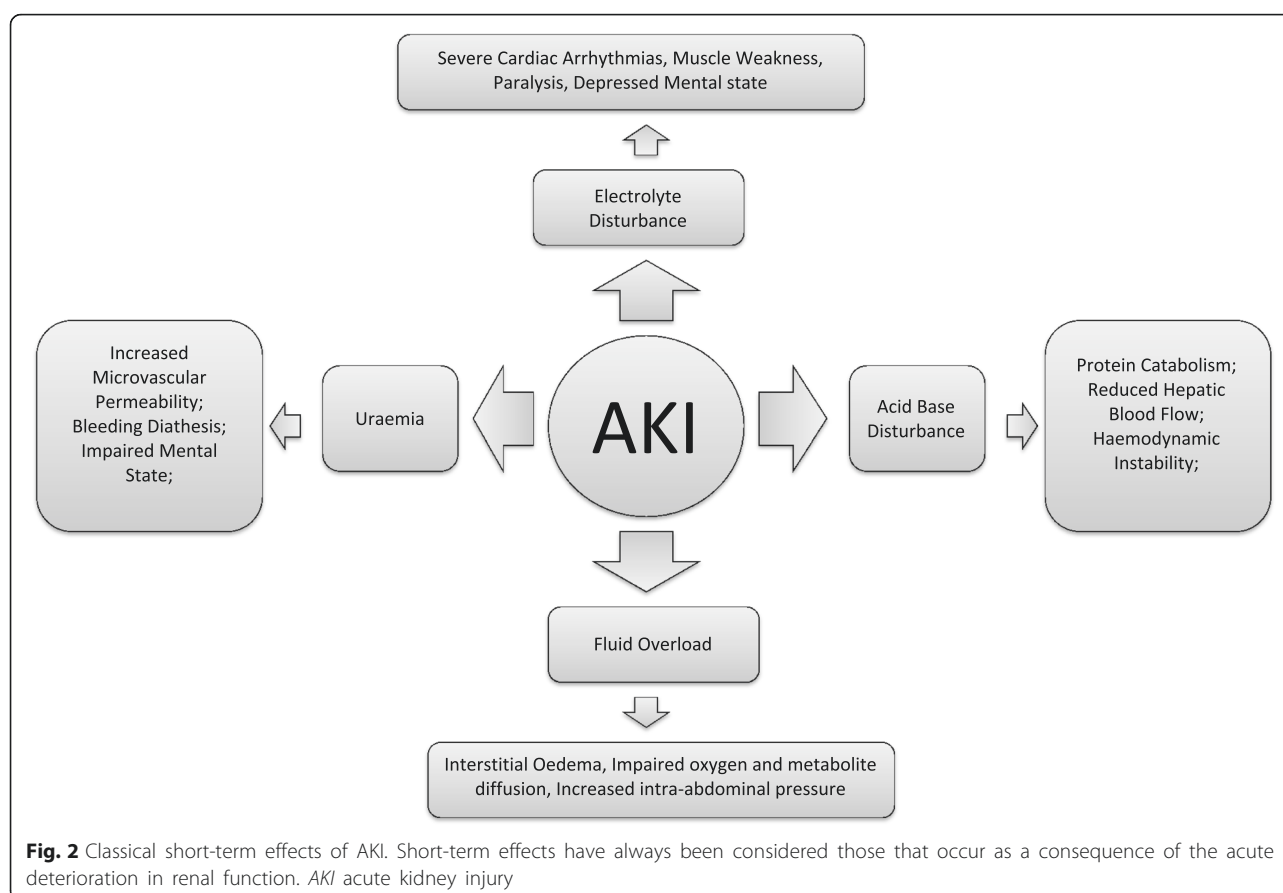 Severe Cardiac Arrhythmias, Muscle Weakness,
Paralysis, Depressed Mental state
Electrolyte
Disturbance
Increased
Microvascular
Permeability;
Bleeding Diathesis;
Impaired Mental
State;
Uraemia
AKI
Acid Base
Disturbance
Protein Catabolism;
Reduced Hepatic
Blood Flow;
Haemodynamic
Instability;
Fluid Overload
Interstitial Oedema, Impaired oxygen and metabolite
diffusion, Increased intra-abdominal pressure
Fig. 2 Classical short-term effects of AKI. Short-term effects have always been considered those that occur as a consequence of the acute
deterioration in renal function. AKI acute kidney injury